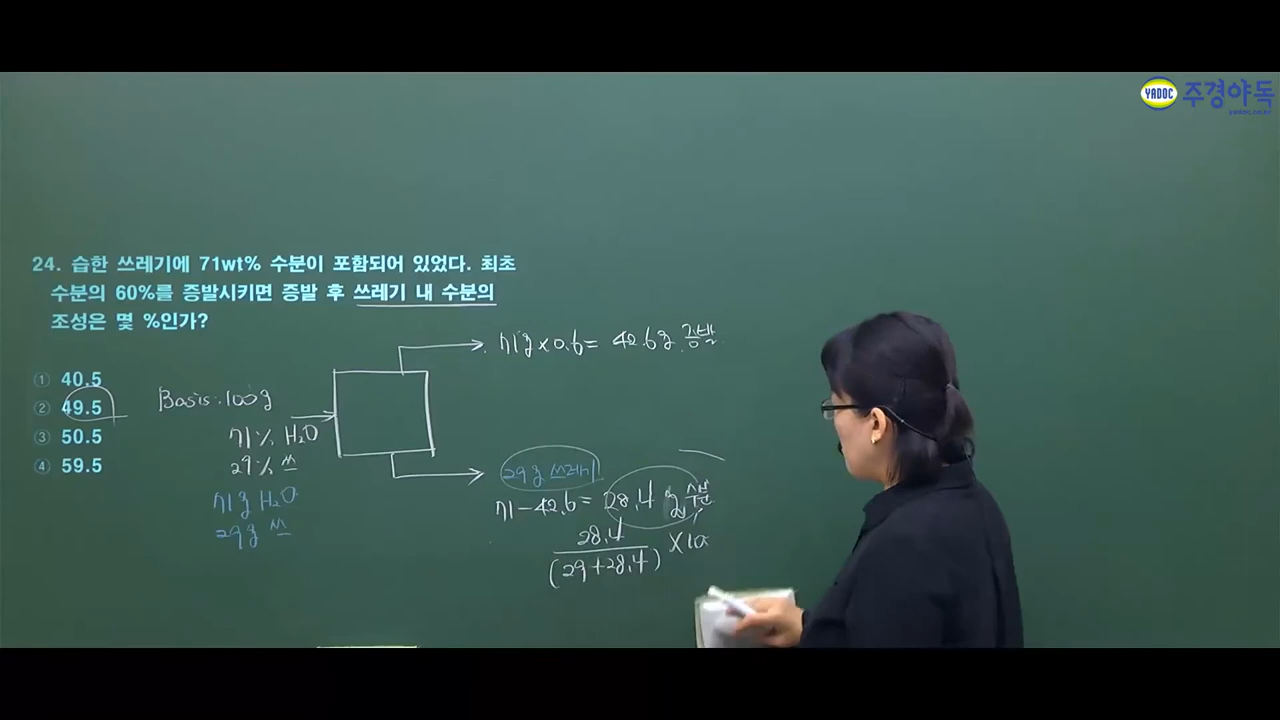 YADOC 주경야독
24. 습한 쓰레기에 71wt% 수분이 포함되어 있었다. 최초
수분의 60%를 증발시키면 증발 후 쓰레기 내 수분의
조성은 몇 %인가?
① 40.5
② 49.5
③ 50.5
④ 59.5
Basis: 100g
71% H₂O
29% 쓰
71g H₂O
29g 쓰
71g×0.6= 42.6g 증발
29g 쓰레기
71-42.6= 28.4 g 수분
28.4
(29+28.4)